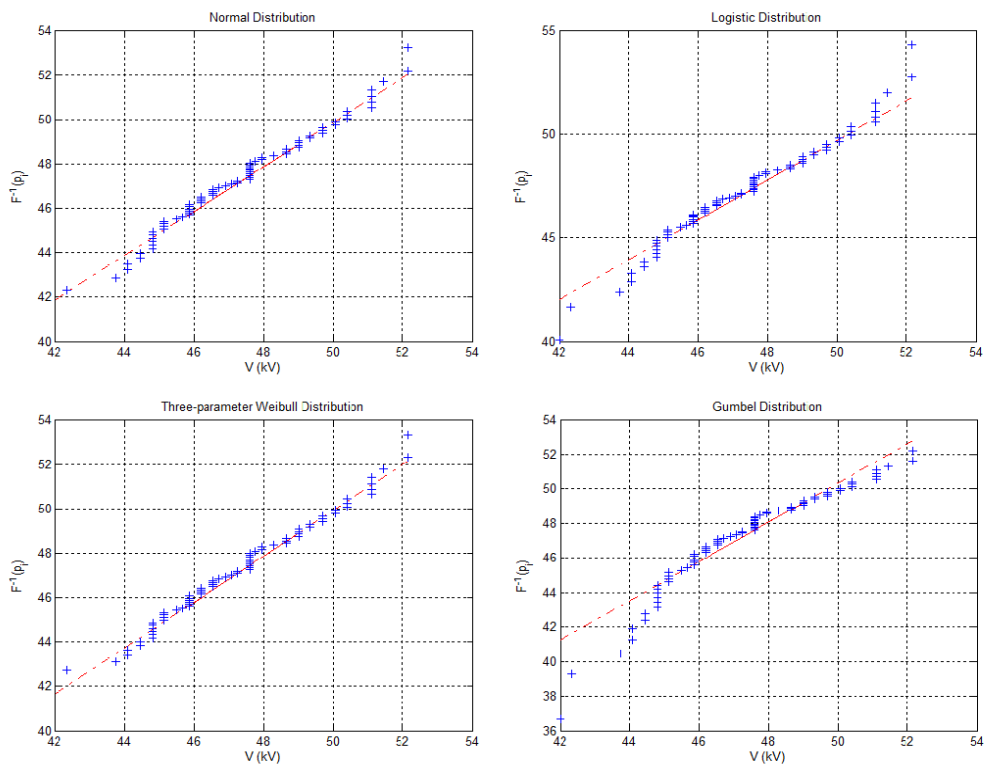 Normal Distribution
54
52
50
48
46
44
42
40
F⁻¹(pᵢ)
42 44 46 48 50 52 54
V (kV)
Logistic Distribution
55
50
45
40
F⁻¹(pᵢ)
42 44 46 48 50 52 54
V (kV)
Three-parameter Weibull Distribution
54
52
50
48
46
44
42
40
F⁻¹(pᵢ)
42 44 46 48 50 52 54
V (kV)
Gumbel Distribution
54
52
50
48
46
44
42
40
38
36
F⁻¹(pᵢ)
42 44 46 48 50 52 54
V (kV)